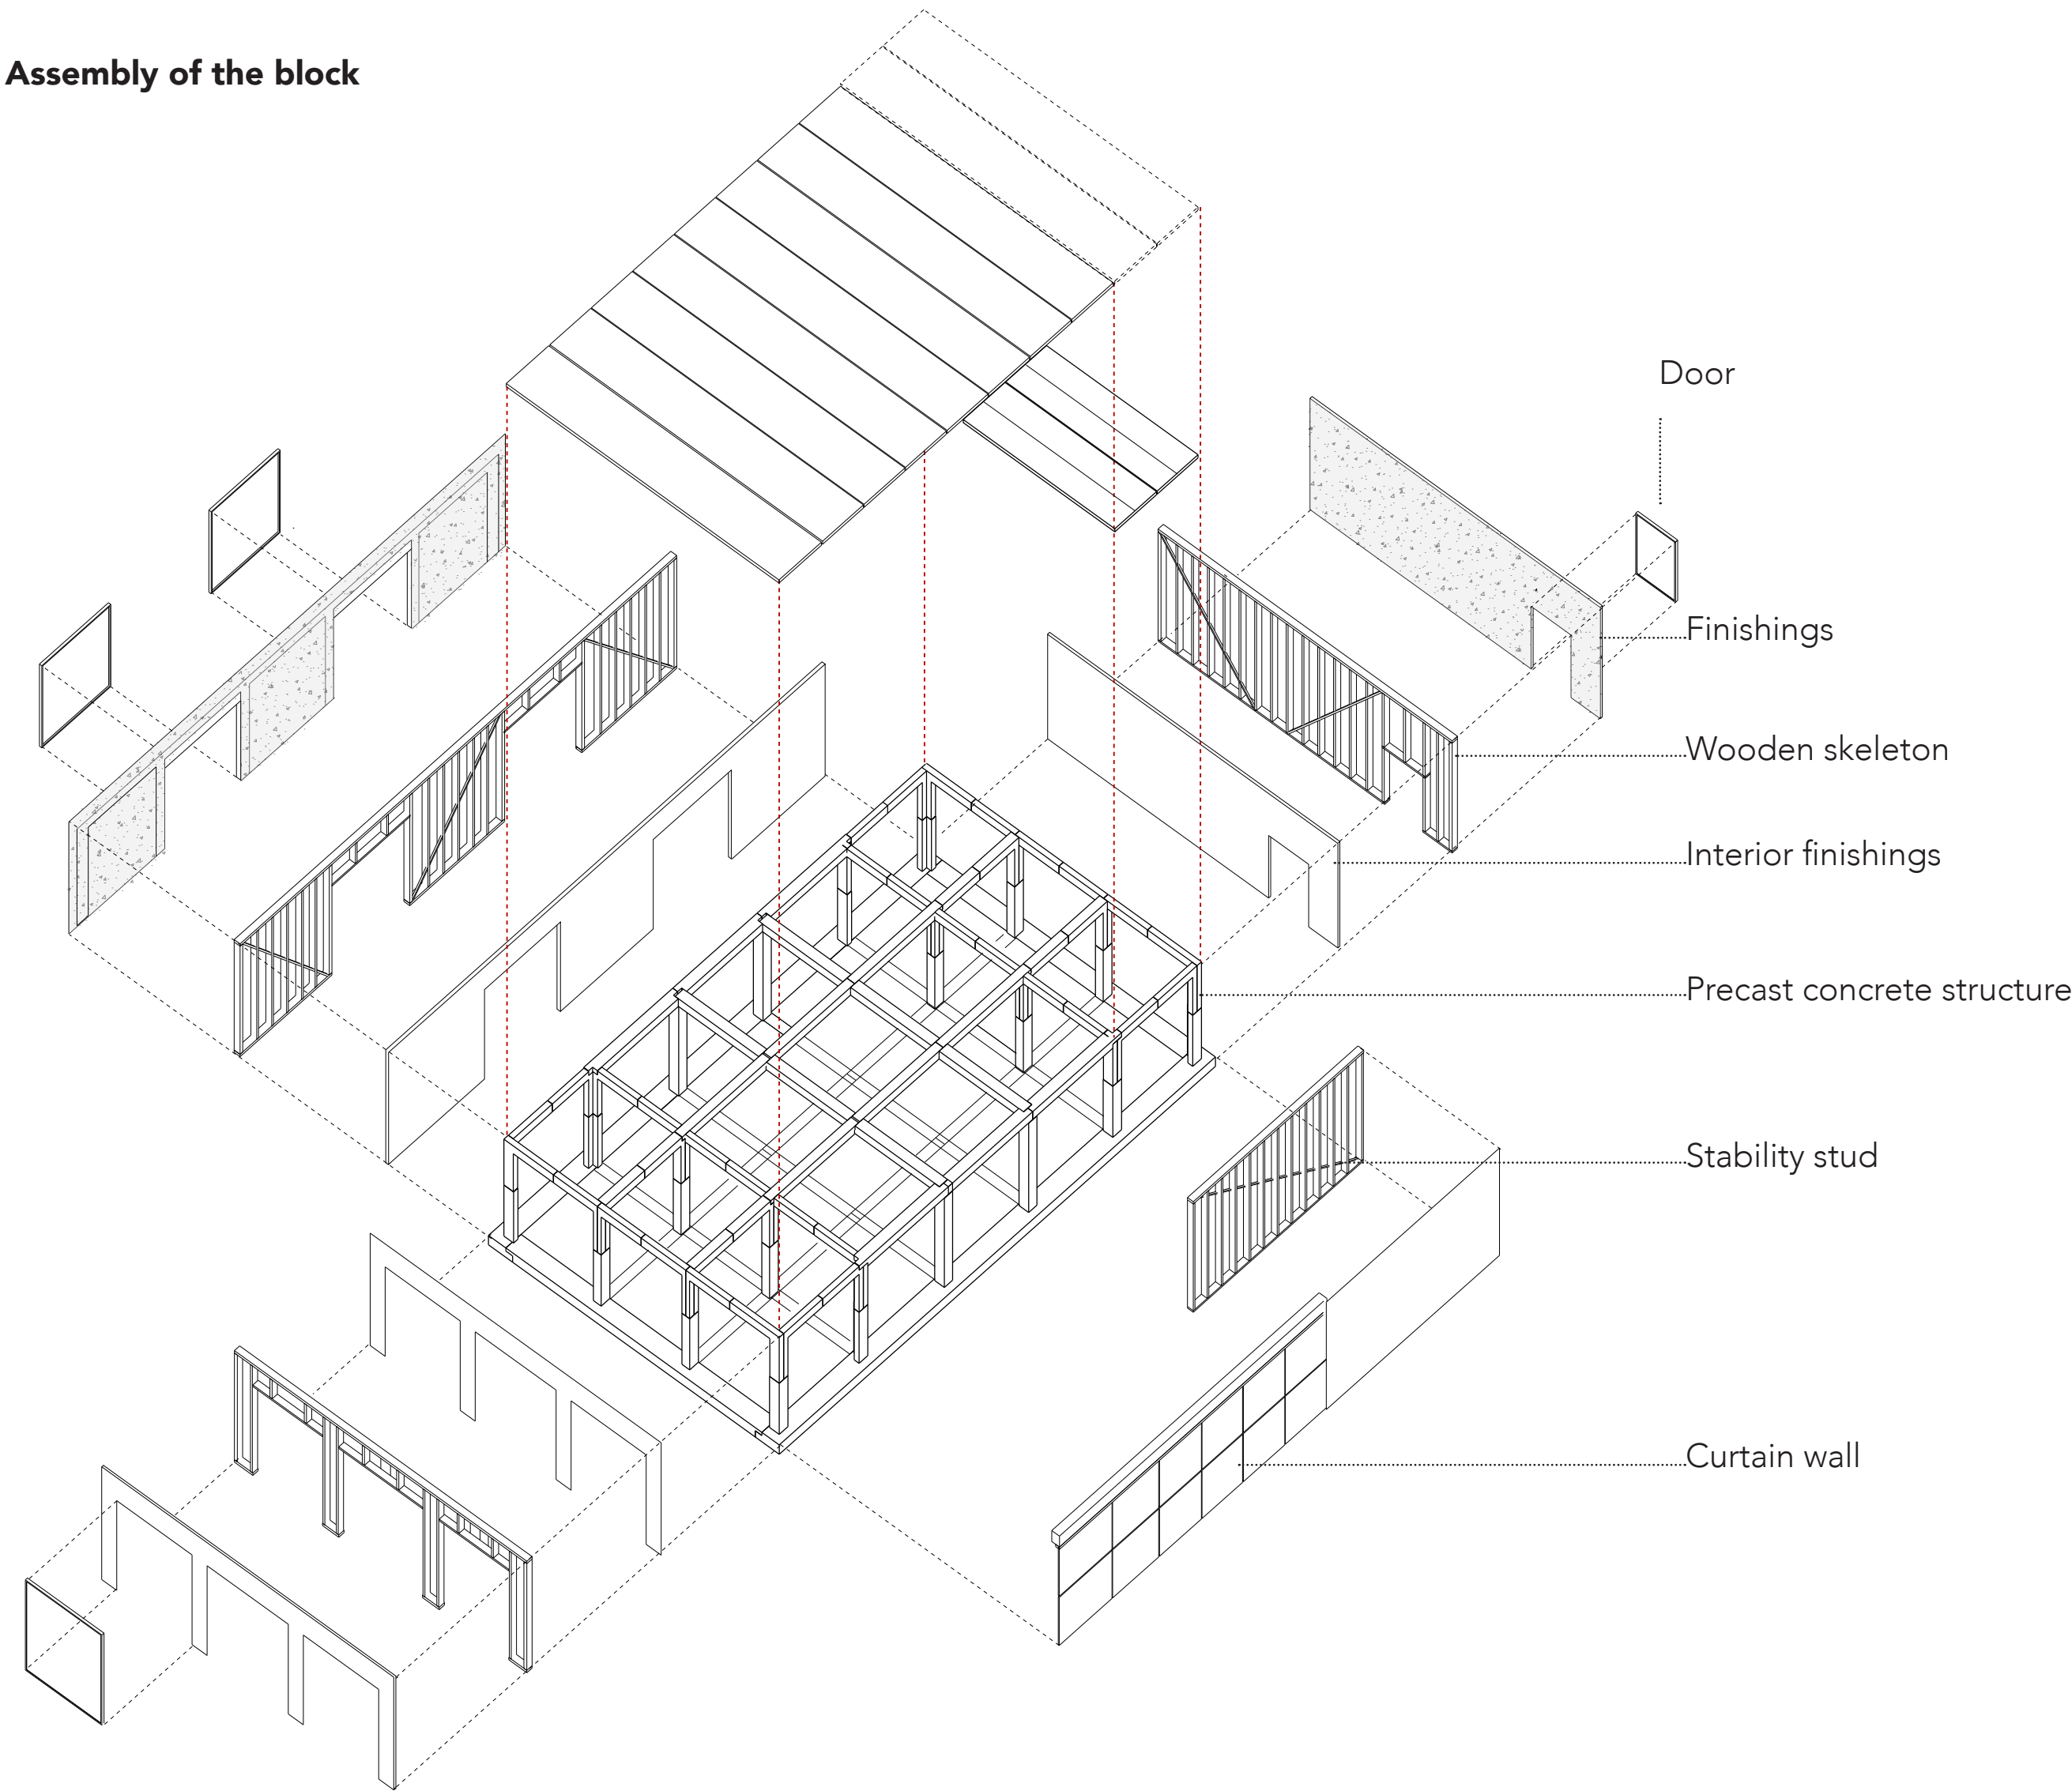 Assembly of the block
Door
Finishings
Wooden skeleton
Interior finishings
Precast concrete structure
Stability stud
Curtain wall